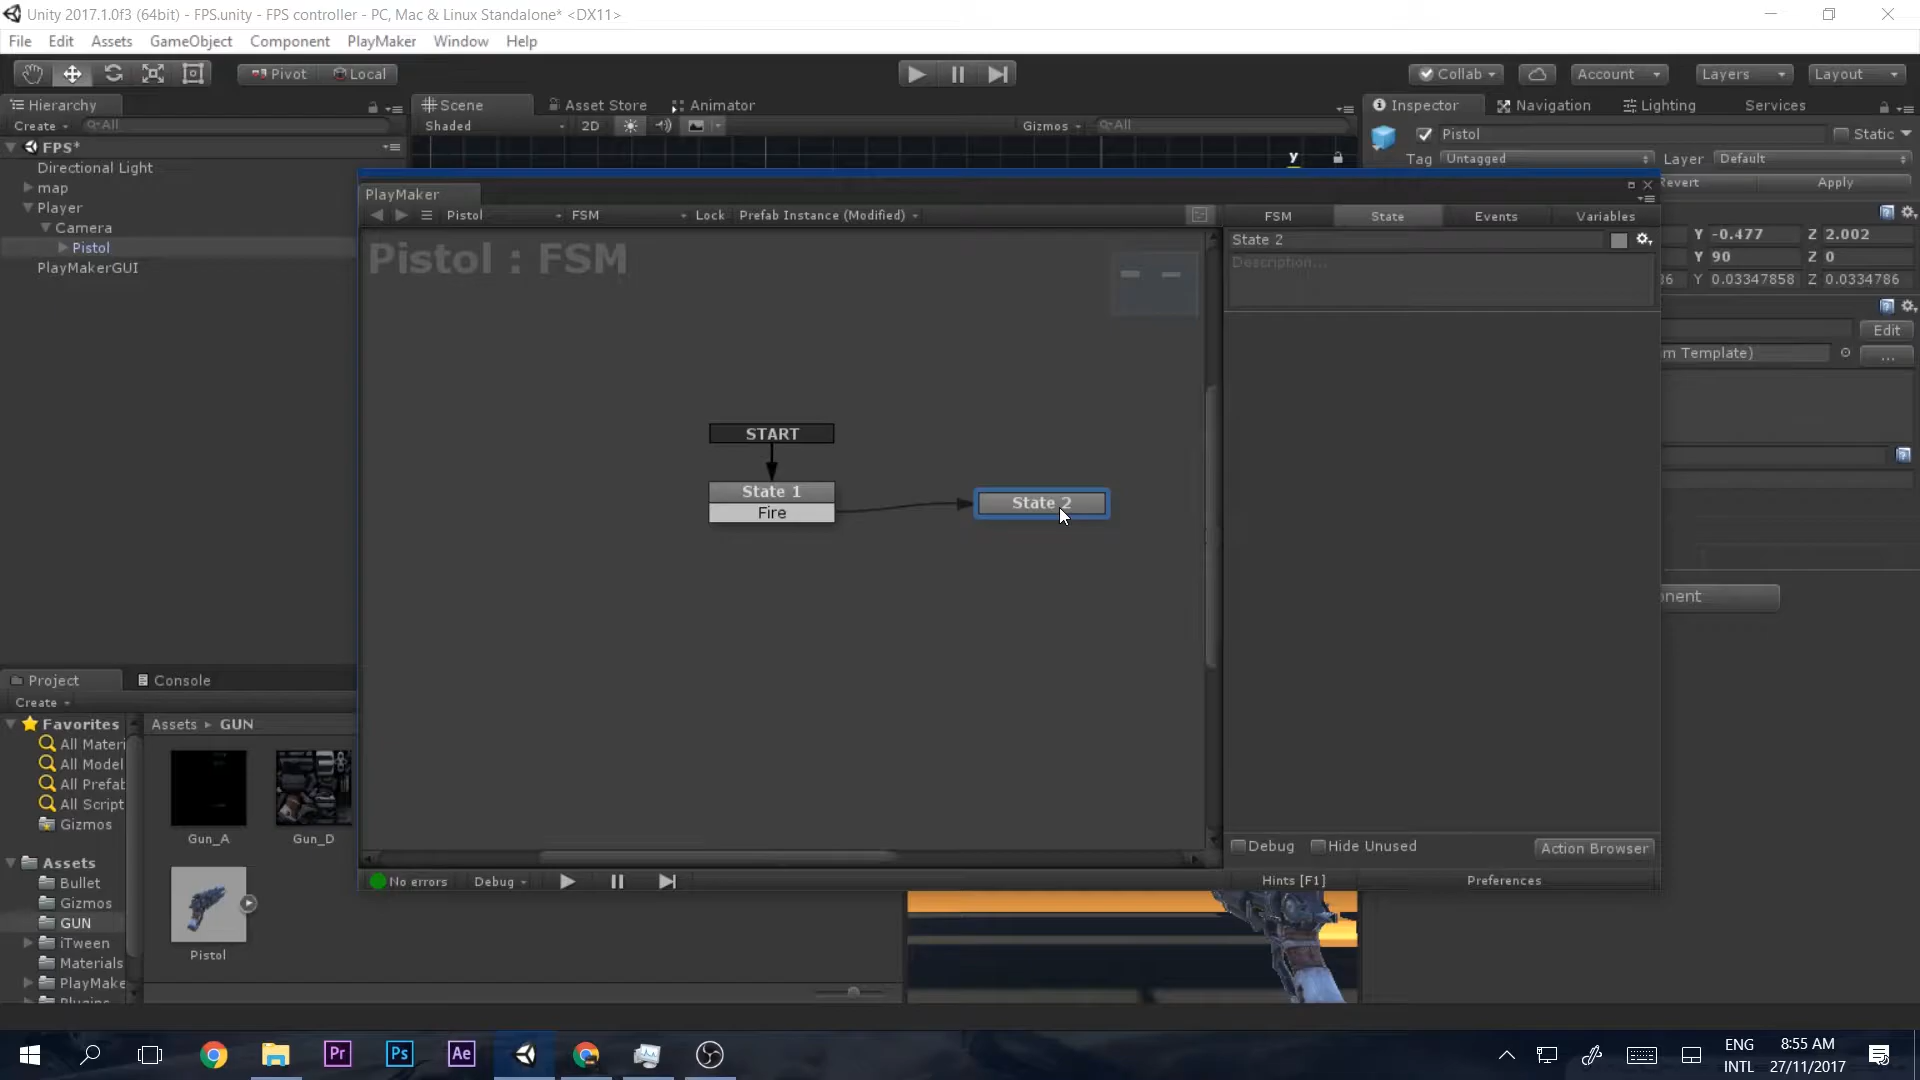 Unity 2017.1.0f3 (64bit) - FPS.unity - FPS controller - PC, Mac & Linux Standalone* <DX11>
File Edit Assets GameObject Component PlayMaker Window Help
Pivot Local Collab Account Layers Layout
Hierarchy Scene Asset Store Animator Inspector Navigation Lighting Services
Create All Shaded 2D Gizmos All Pistol Static
FPS*
Tag Untagged Layer Default
Directional Light
map
Player
Camera
Pistol
PlayMakerGUI
y
Revert Apply
PlayMaker
Pistol FSM Lock Prefab Instance (Modified)
FSM State Events Variables
Pistol : FSM
State 2
Description...
Y -0.477 Z 2.002
Y 90 Z 0
36 Y 0.03347858 Z 0.0334786
Edit
m Template)
...
START
State 1
Fire
State 2
nent
Debug Hide Unused Action Browser
No errors Debug Hints [F1] Preferences
Project Console
Create
Favorites
All Materi
All Model
All Prefab
All Script
Gizmos
Assets
Bullet
Gizmos
GUN
iTween
Materials
PlayMake
Plugins
Assets GUN
Gun_A Gun_D
Pistol
Pr Ps Ae
ENG
INTL
8:55 AM
27/11/2017